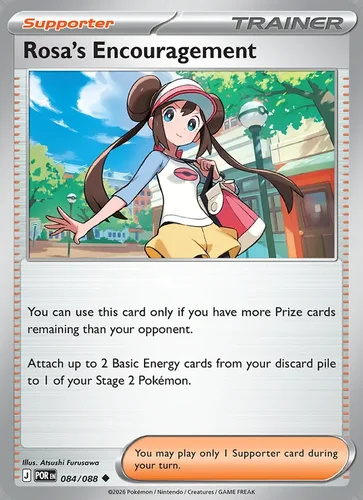 Supporter
TRAINER
Rosa's Encouragement
You can use this card only if you have more Prize cards
remaining than your opponent.
Attach up to 2 Basic Energy cards from your discard pile
to 1 of your Stage 2 Pokémon.
Illus. Atsushi Furusawa
J POR EN 084/088
You may play only 1 Supporter card during
your turn.
©2026 Pokémon / Nintendo / Creatures / GAME FREAK